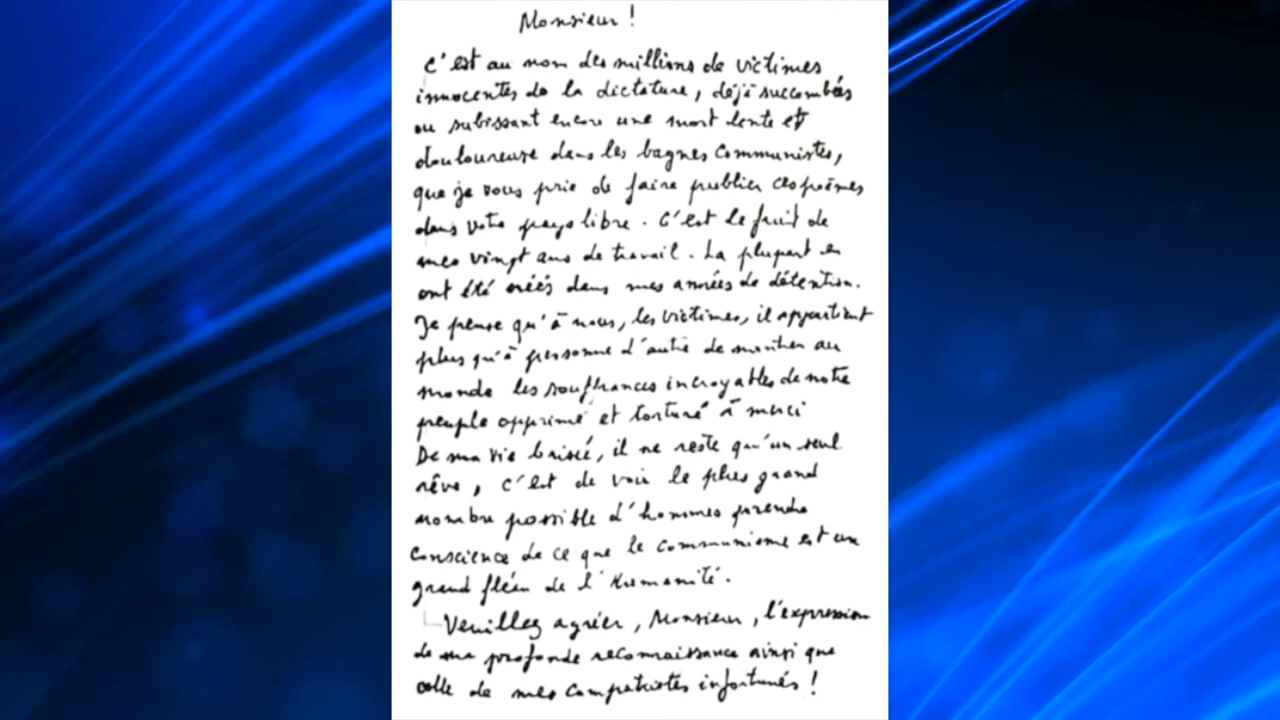 Monsieur !
C'est au nom des millions de victimes
innocentes de la dictature, déjà succombées
ou subissant encore une mort lente et
douloureuse dans les bagnes communistes,
que je vous prie de faire publier ces poèmes
dans votre pays libre. C'est le fruit de
mes vingt ans de travail. La plupart en
ont été créés dans mes années de détention.
Je pense qu'à nous, les victimes, il appartient
plus qu'à personne d'autre de montrer au
monde les souffrances incroyables de notre
peuple opprimé et torturé à merci
De ma vie brisée, il ne reste qu'un seul
rêve, c'est de voir le plus grand
nombre possible d'hommes prendre
conscience de ce que le communisme est un
grand fléau de l'Humanité.
Veuillez agréer, Monsieur, l'expression
de ma profonde reconnaissance ainsi que
celle de mes compatriotes infortunés !